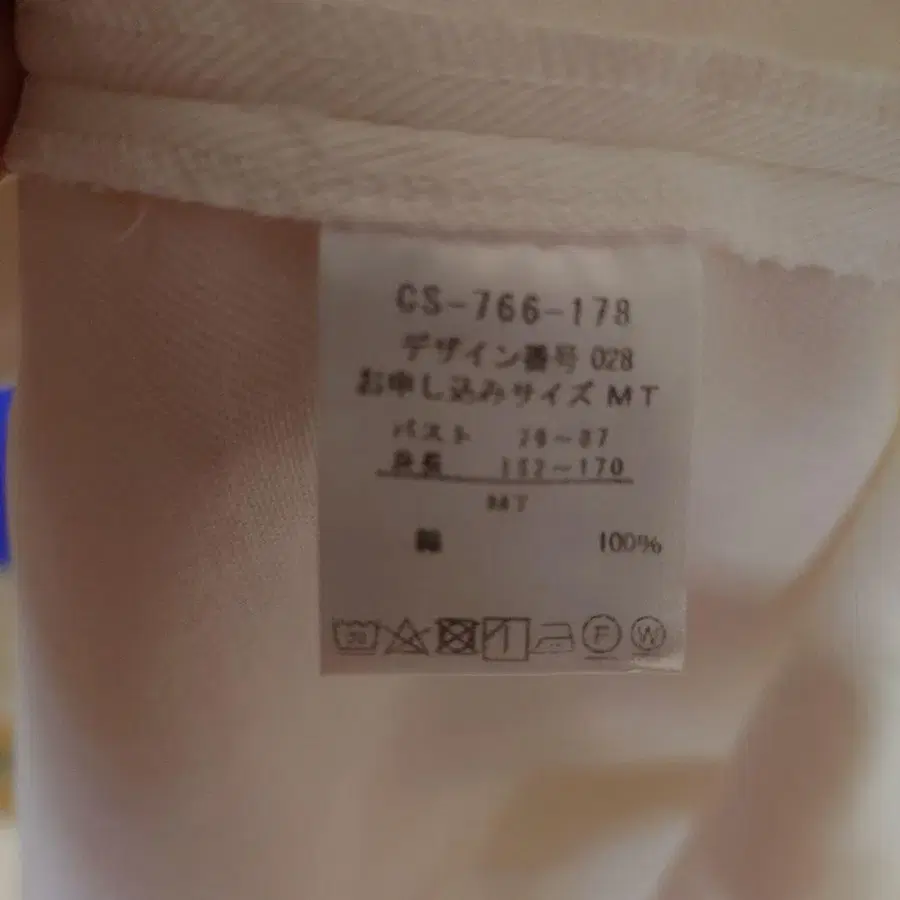 CS-766-178
デザイン番号 028
お申し込みサイズ MT
バスト 79~87
身長 162~170
MT
綿 100%
F W